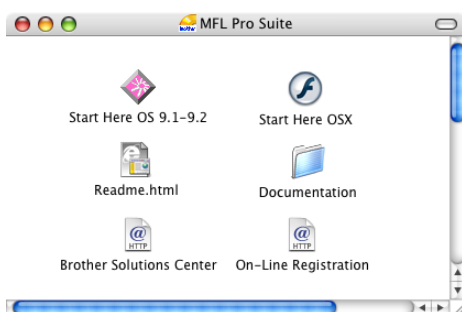 MFL Pro Suite
Start Here OS 9.1-9.2
Start Here OSX
Readme.html
Documentation
@
HTTP
@
HTTP
Brother Solutions Center
On-Line Registration